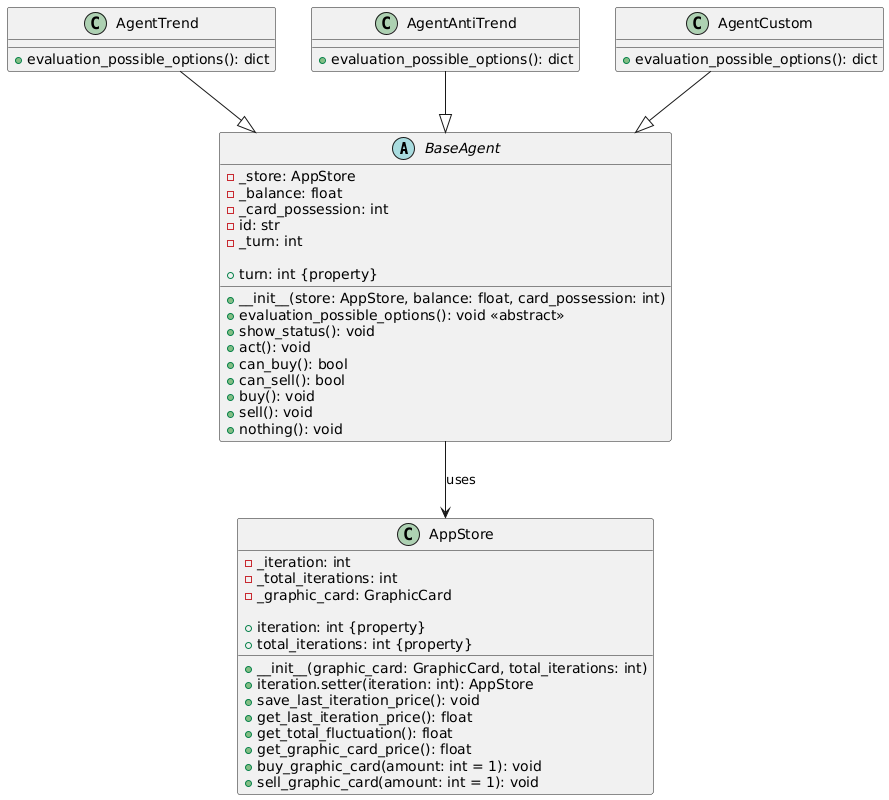 C AgentTrend
evaluation_possible_options(): dict
C AgentAntiTrend
evaluation_possible_options(): dict
C AgentCustom
evaluation_possible_options(): dict
A BaseAgent
_store: AppStore
_balance: float
_card_possession: int
id: str
_turn: int
turn: int {property}
__init__(store: AppStore, balance: float, card_possession: int)
evaluation_possible_options(): void «abstract»
show_status(): void
act(): void
can_buy(): bool
can_sell(): bool
buy(): void
sell(): void
nothing(): void
uses
C AppStore
_iteration: int
_total_iterations: int
_graphic_card: GraphicCard
iteration: int {property}
total_iterations: int {property}
__init__(graphic_card: GraphicCard, total_iterations: int)
iteration.setter(iteration: int): AppStore
save_last_iteration_price(): void
get_last_iteration_price(): float
get_total_fluctuation(): float
get_graphic_card_price(): float
buy_graphic_card(amount: int = 1): void
sell_graphic_card(amount: int = 1): void